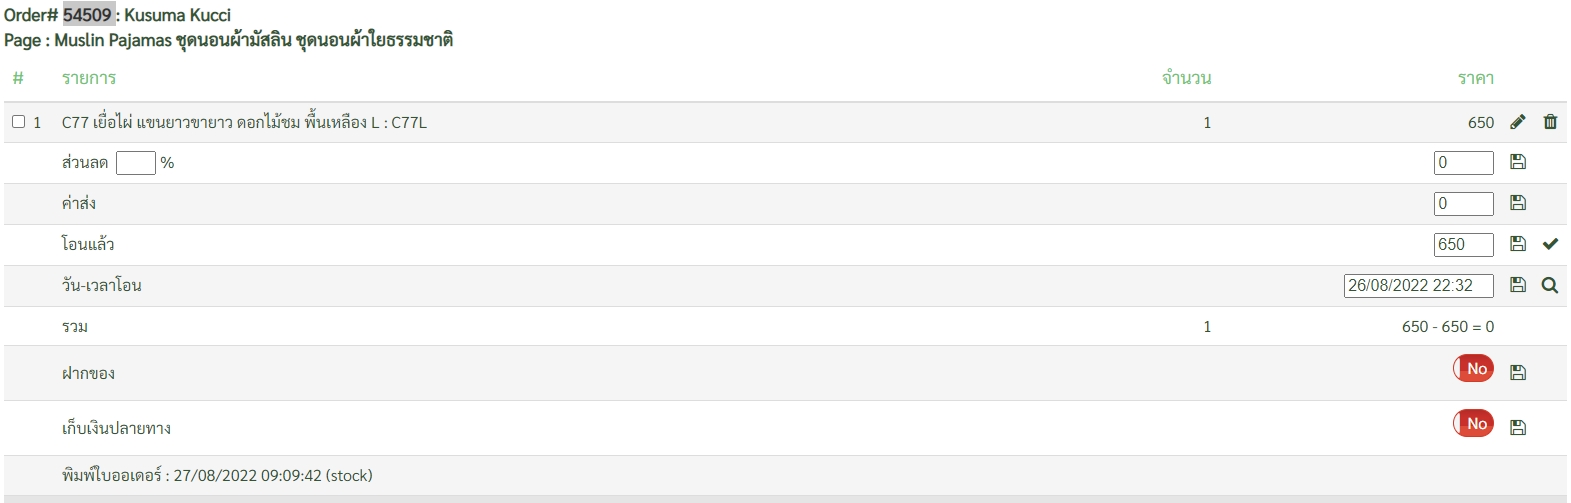 Order# 54509 : Kusuma Kucci
Page : Muslin Pajamas ชุดนอนผ้ามัสลิน ชุดนอนผ้าใยธรรมชาติ
# รายการ จำนวน ราคา
1 C77 เยื่อไผ่ แขนยาวขายาว ดอกไม้ชม พื้นเหลือง L : C77L 1 650
ส่วนลด % 0
ค่าส่ง 0
โอนแล้ว 650
วัน-เวลาโอน 26/08/2022 22:32
รวม 1 650 - 650 = 0
ฝากของ No
เก็บเงินปลายทาง No
พิมพ์ใบออเดอร์ : 27/08/2022 09:09:42 (stock)